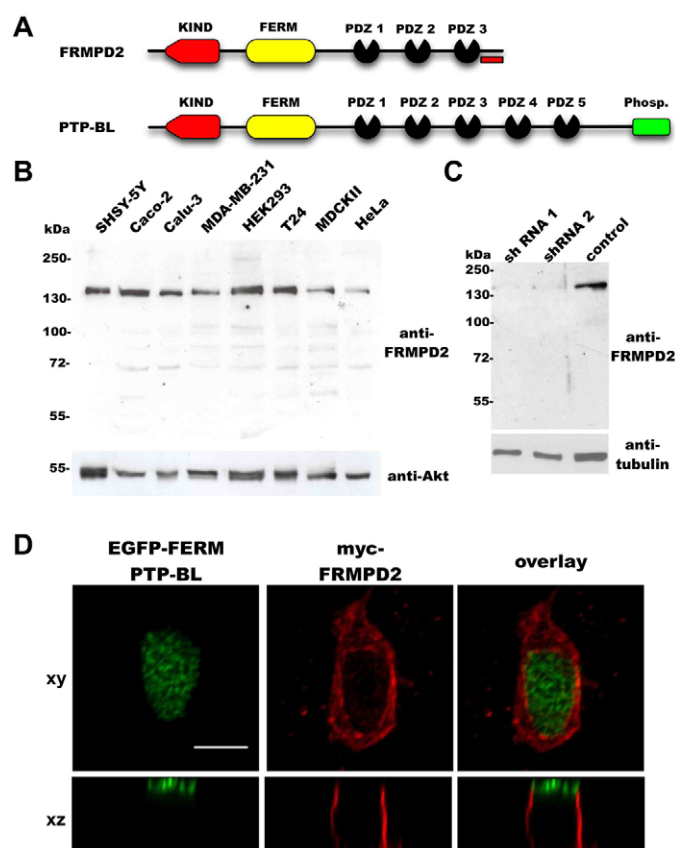 A
KIND FERM PDZ 1 PDZ 2 PDZ 3
FRMPD2
KIND FERM PDZ 1 PDZ 2 PDZ 3 PDZ 4 PDZ 5 Phosp.
PTP-BL
B
SHSY-5Y Caco-2 Calu-3 MDA-MB-231 HEK293 T24 MDCKII HeLa
kDa
250-
130-
100-
72-
55-
anti-
FRMPD2
55-
anti-Akt
C
sh RNA 1 shRNA 2 control
kDa
250-
130-
100-
72-
55-
anti-
FRMPD2
anti-
tubulin
D
EGFP-FERM
PTP-BL
myc-
FRMPD2
overlay
xy
xz